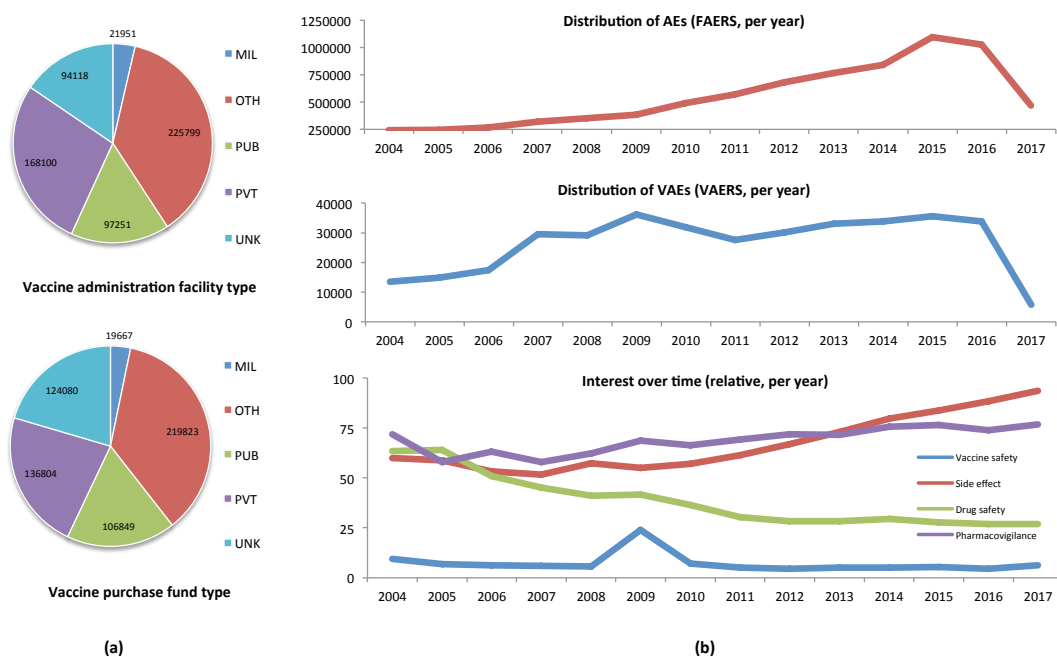 21951
94118
225799
168100
97251
MIL
OTH
PUB
PVT
UNK
Vaccine administration facility type
19667
124080
219823
136804
106849
MIL
OTH
PUB
PVT
UNK
Vaccine purchase fund type
(a)
Distribution of AEs (FAERS, per year)
1250000
1000000
750000
500000
250000
2004 2005 2006 2007 2008 2009 2010 2011 2012 2013 2014 2015 2016 2017
Distribution of VAEs (VAERS, per year)
40000
30000
20000
10000
0
2004 2005 2006 2007 2008 2009 2010 2011 2012 2013 2014 2015 2016 2017
Interest over time (relative, per year)
100
75
50
25
0
Vaccine safety
Side effect
Drug safety
Pharmacovigilance
2004 2005 2006 2007 2008 2009 2010 2011 2012 2013 2014 2015 2016 2017
(b)